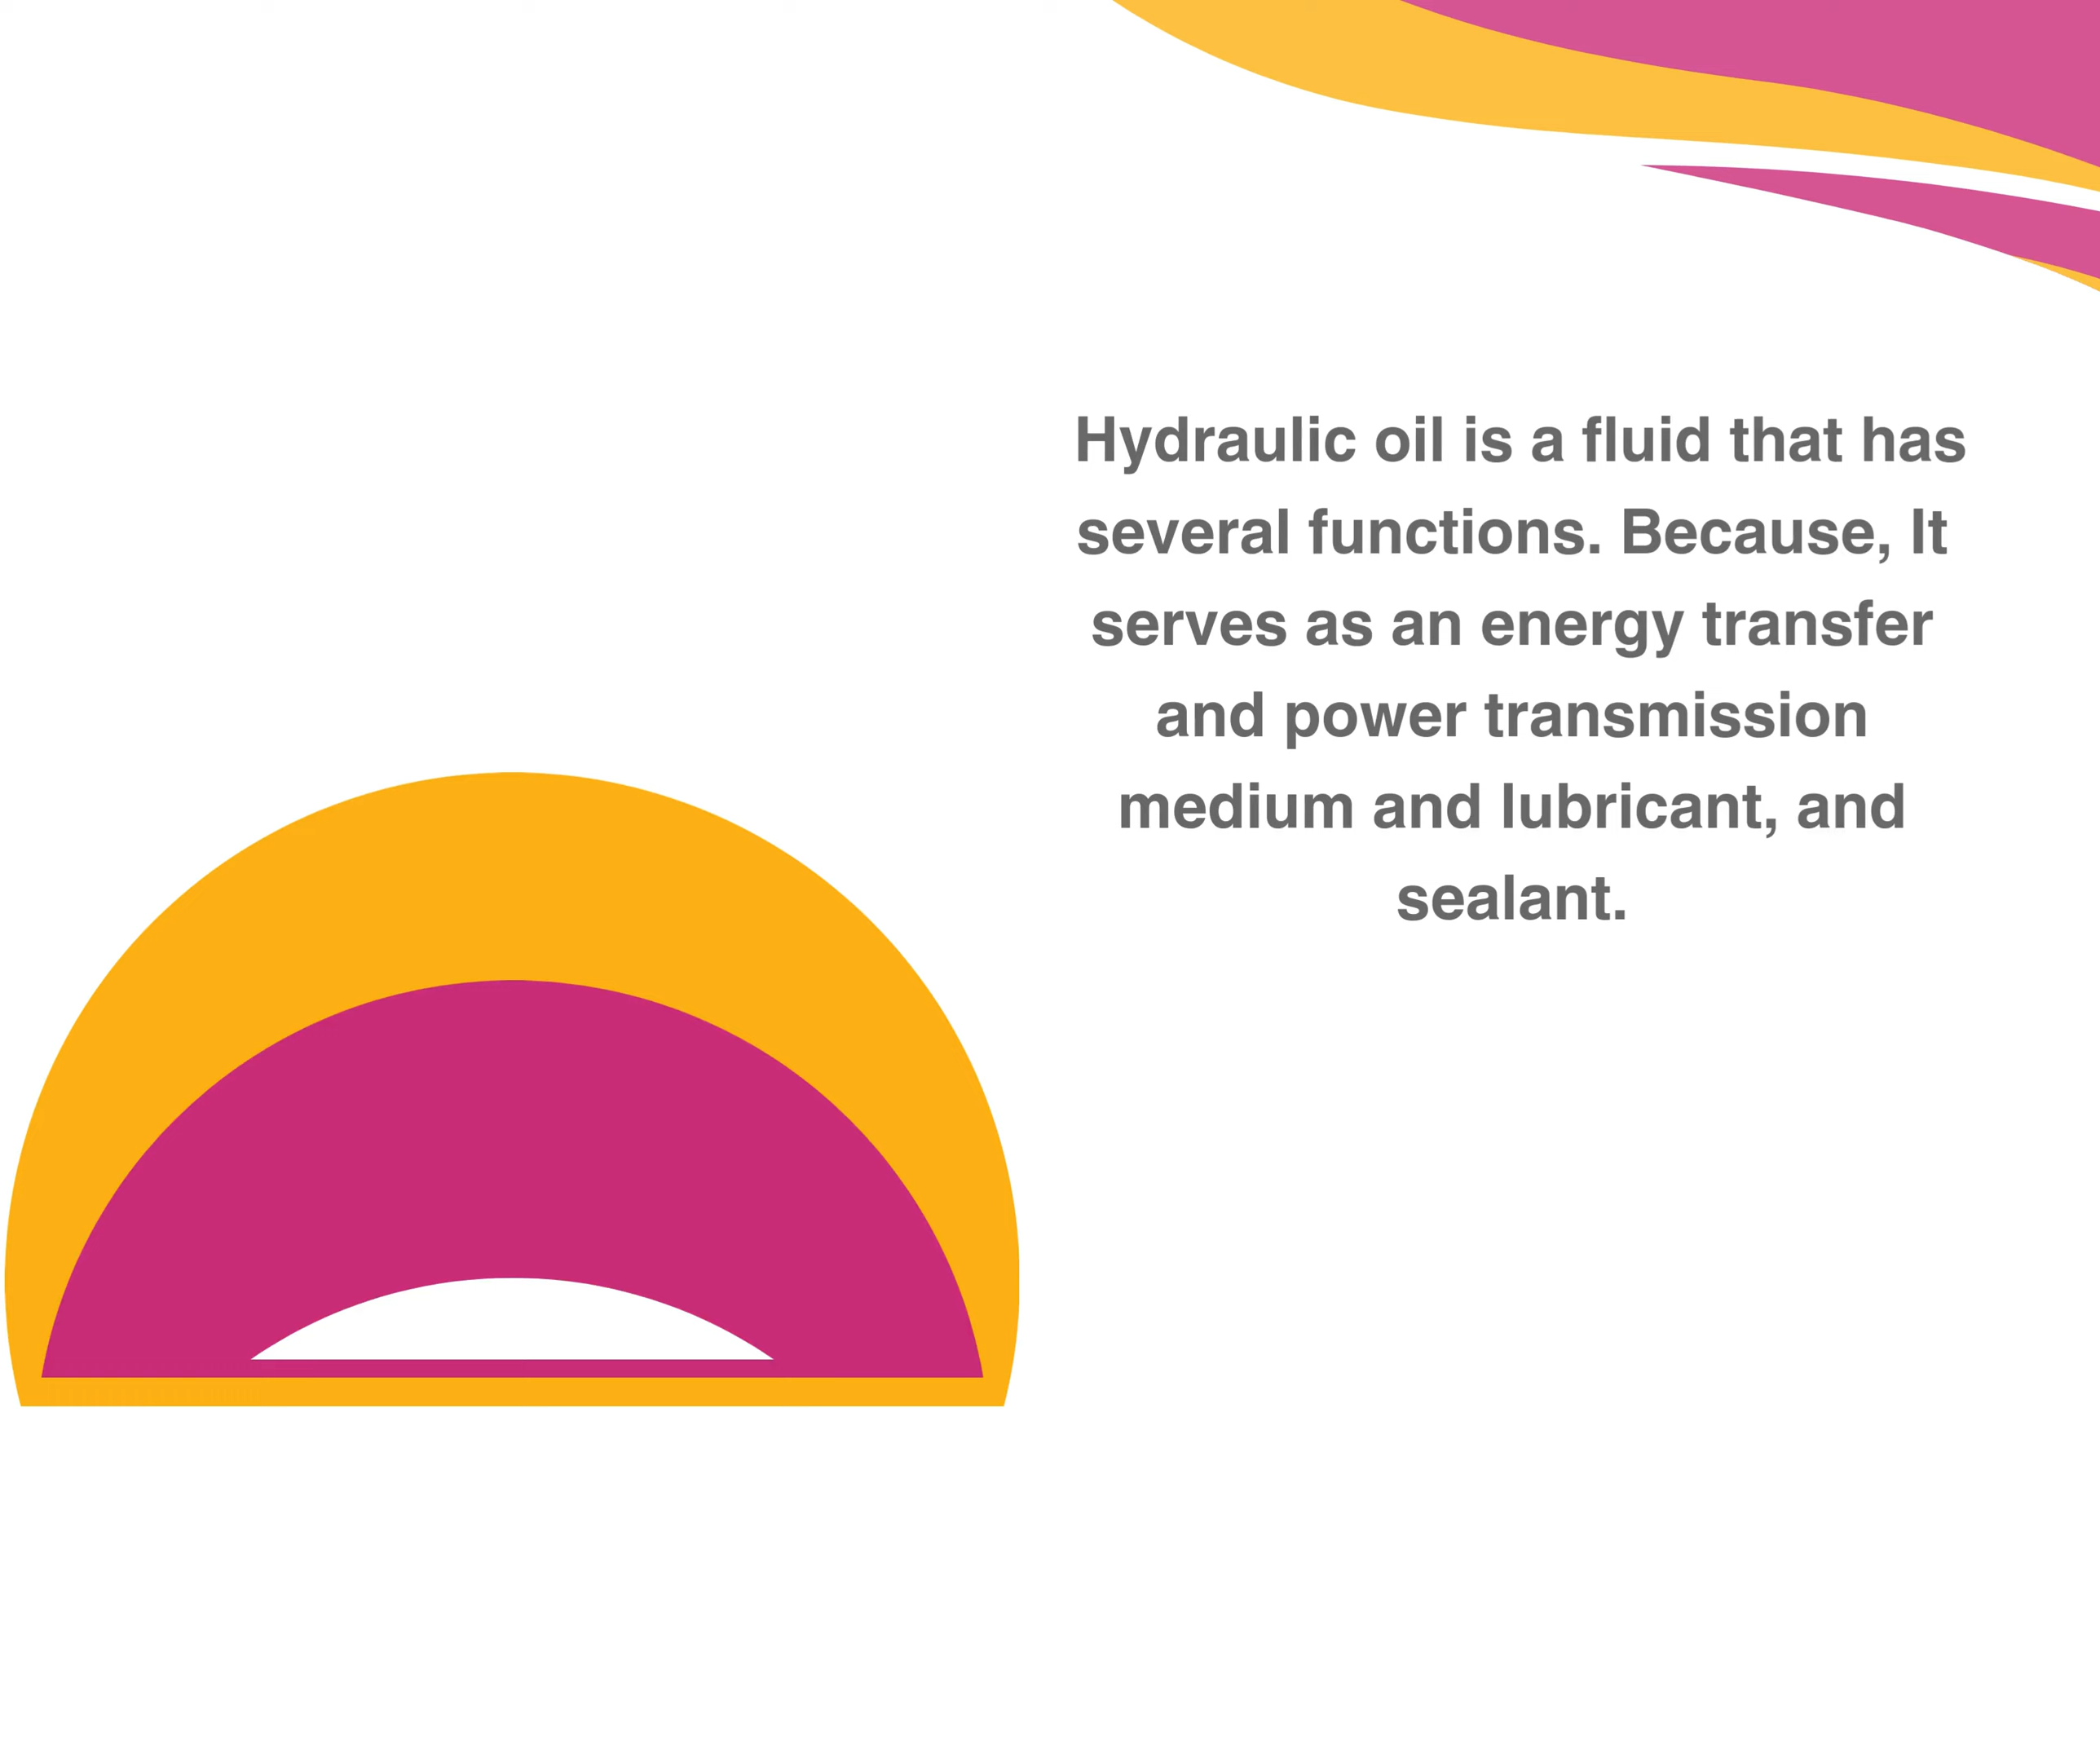 Hydraulic oil is a fluid that has
several functions. Because, It
serves as an energy transfer
and power transmission
medium and lubricant, and
sealant.